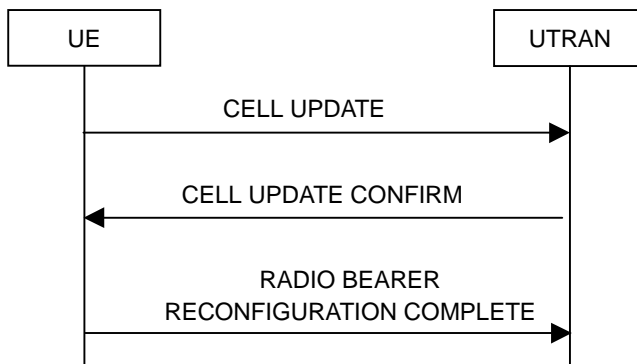 UE
UTRAN
CELL UPDATE
CELL UPDATE CONFIRM
RADIO BEARER
RECONFIGURATION COMPLETE